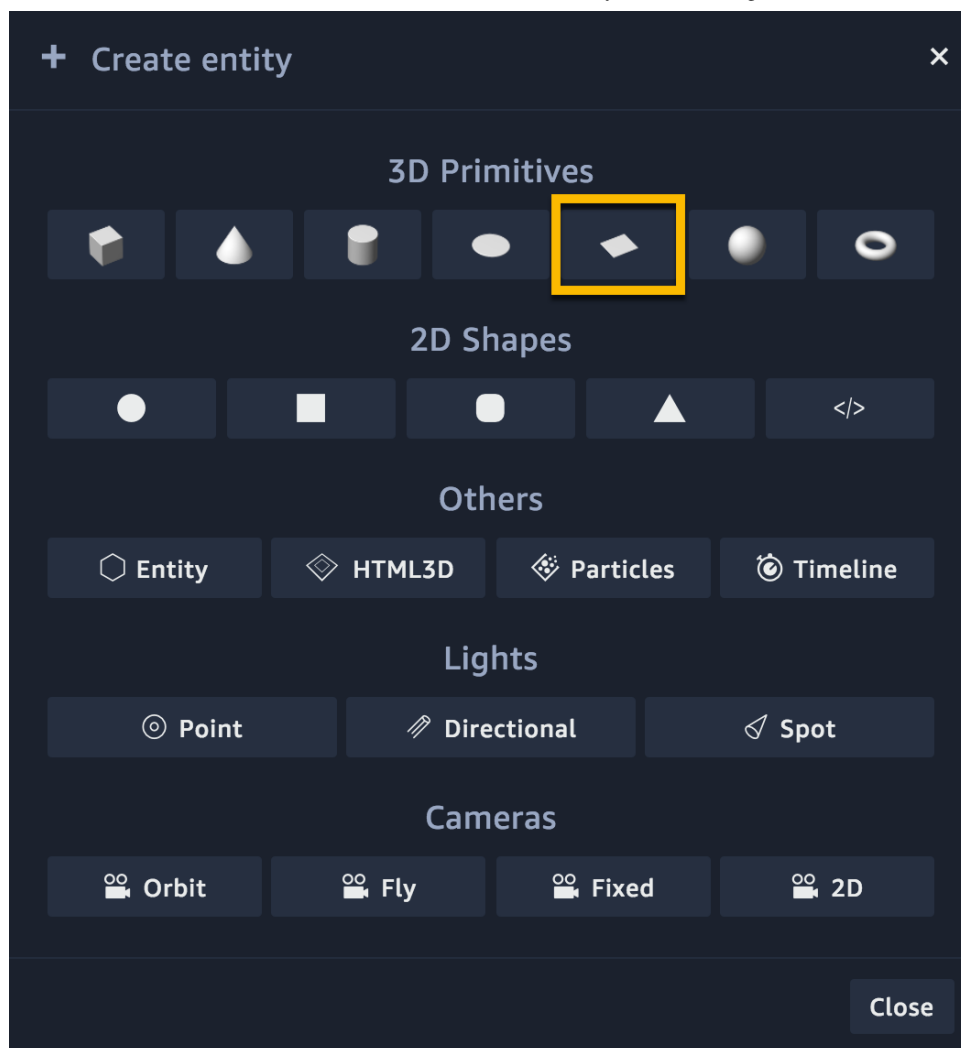 + Create entity ×
3D Primitives
2D Shapes
</>
Others
Entity HTML3D Particles Timeline
Lights
Point Directional Spot
Cameras
Orbit Fly Fixed 2D
Close